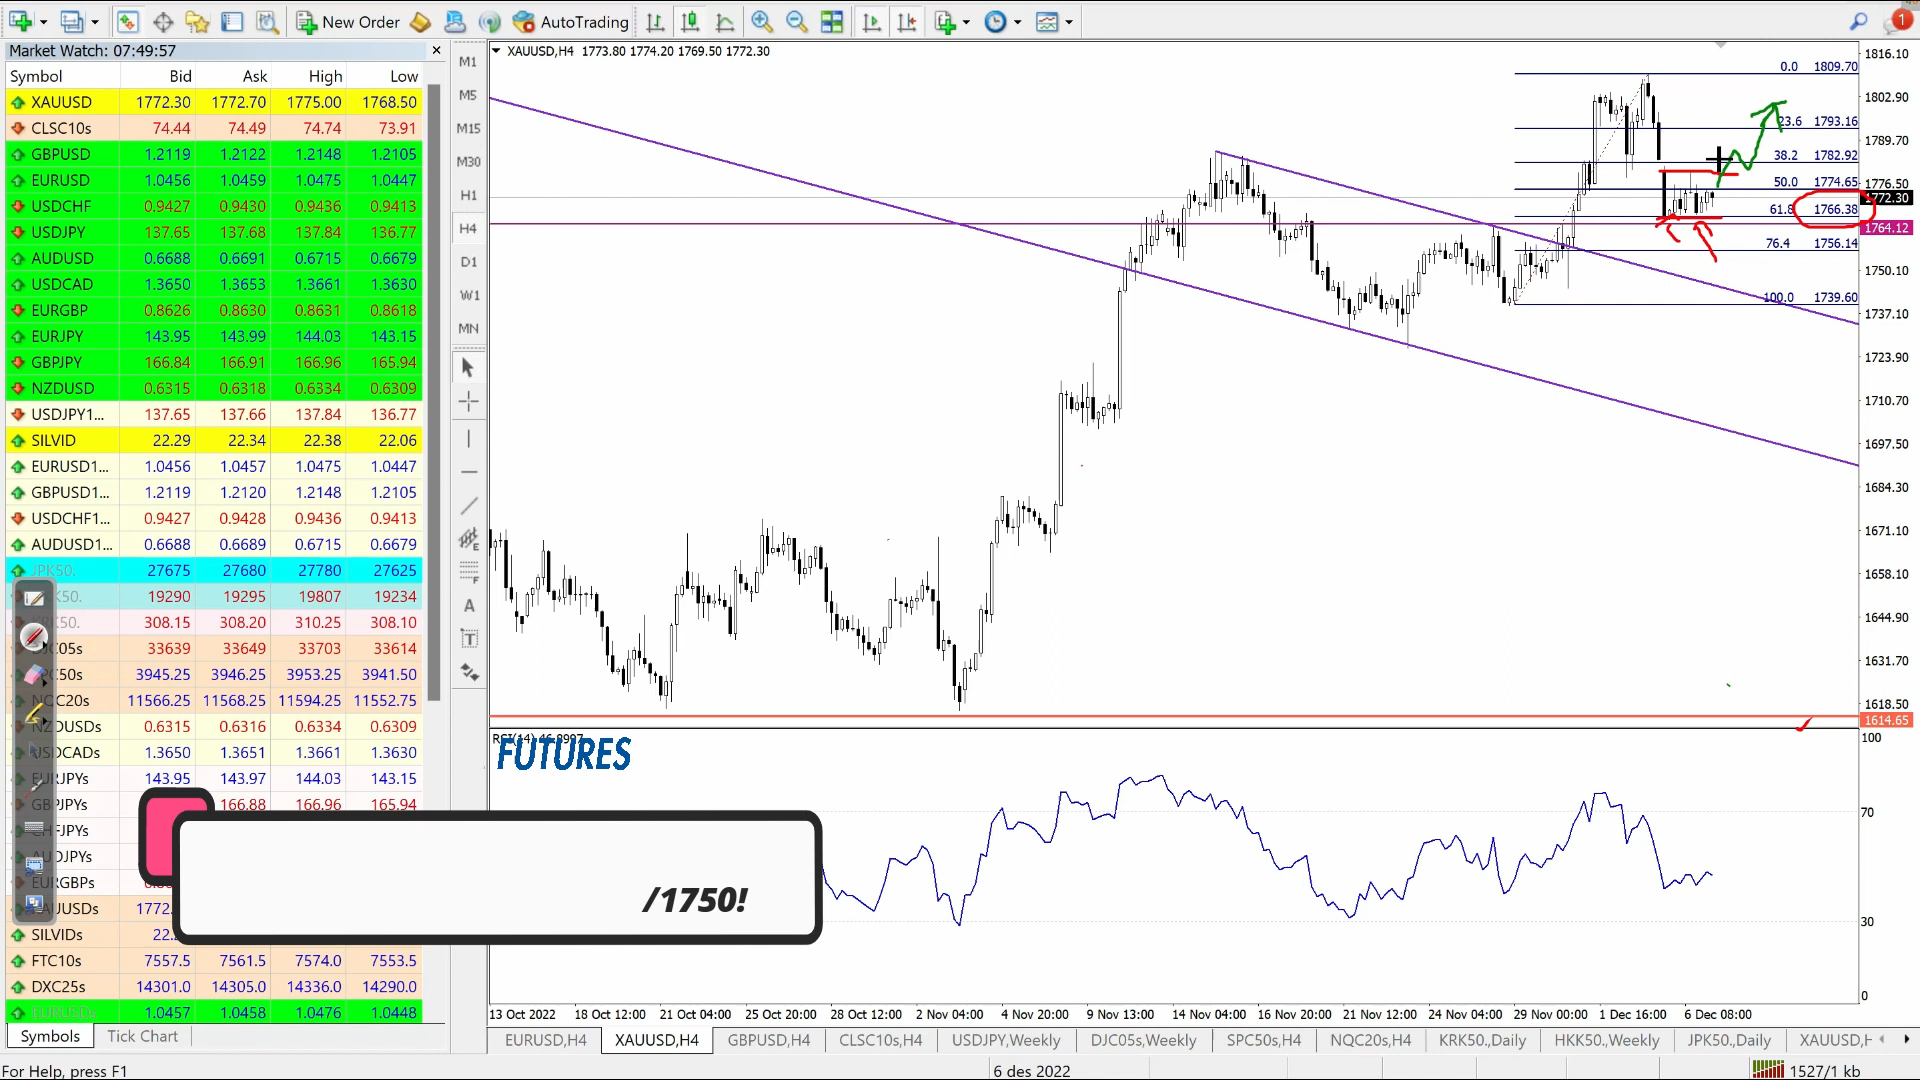 New Order
AutoTrading
1
Market Watch: 07:49:57
Symbol Bid Ask High Low
XAUUSD 1772.30 1772.70 1775.00 1768.50
CLSC10s 74.44 74.49 74.74 73.91
GBPUSD 1.2119 1.2122 1.2148 1.2105
EURUSD 1.0456 1.0459 1.0475 1.0447
USDCHF 0.9427 0.9430 0.9436 0.9413
USDJPY 137.65 137.68 137.84 136.77
AUDUSD 0.6688 0.6691 0.6715 0.6679
USDCAD 1.3650 1.3653 1.3661 1.3630
EURGBP 0.8626 0.8630 0.8631 0.8618
EURJPY 143.95 143.99 144.03 143.15
GBPJPY 166.84 166.91 166.96 165.94
NZDUSD 0.6315 0.6318 0.6334 0.6309
USDJPY1... 137.65 137.66 137.84 136.77
SILVID 22.29 22.34 22.38 22.06
EURUSD1... 1.0456 1.0457 1.0475 1.0447
GBPUSD1... 1.2119 1.2120 1.2148 1.2105
USDCHF1... 0.9427 0.9428 0.9436 0.9413
AUDUSD1... 0.6688 0.6689 0.6715 0.6679
JPK50. 27675 27680 27780 27625
K50. 19290 19295 19807 19234
K50. 308.15 308.20 310.25 308.10
C05s 33639 33649 33703 33614
C50s 3945.25 3946.25 3953.25 3941.50
NQC20s 11566.25 11568.25 11594.25 11552.75
NZDUSDs 0.6315 0.6316 0.6334 0.6309
USDCADs 1.3650 1.3651 1.3661 1.3630
EURJPYs 143.95 143.97 144.03 143.15
GBPJPYs 166.88 166.96 165.94
CHFJPYs
AUDJPYs
EURGBPs
XAUUSDs 1772.
SILVIDs 22.
FTC10s 7557.5 7561.5 7574.0 7553.5
DXC25s 14301.0 14305.0 14336.0 14290.0
EURUSDs 1.0457 1.0458 1.0476 1.0448
Symbols Tick Chart
M1
M5
M15
M30
H1
H4
D1
W1
MN
XAUUSD,H4 1773.80 1774.20 1769.50 1772.30
0.0 1809.70
23.6 1793.16
38.2 1782.92
50.0 1774.65
61.8 1766.38
76.4 1756.14
100.0 1739.60
1816.10
1802.90
1789.70
1776.50
1772.30
1764.12
1750.10
1737.10
1723.90
1710.70
1697.50
1684.30
1671.10
1658.10
1644.90
1631.70
1618.50
1614.65
RSI(14) 46.8997
FUTURES
100
70
30
0
/1750!
13 Oct 2022 18 Oct 12:00 21 Oct 04:00 25 Oct 20:00 28 Oct 12:00 2 Nov 04:00 4 Nov 20:00 9 Nov 13:00 14 Nov 04:00 16 Nov 20:00 21 Nov 12:00 24 Nov 04:00 29 Nov 00:00 1 Dec 16:00 6 Dec 08:00
EURUSD,H4 XAUUSD,H4 GBPUSD,H4 CLSC10s,H4 USDJPY,Weekly DJC05s,Weekly SPC50s,H4 NQC20s,H4 KRK50.,Daily HKK50.,Weekly JPK50.,Daily XAUUSD,H
For Help, press F1 6 des 2022 1527/1 kb